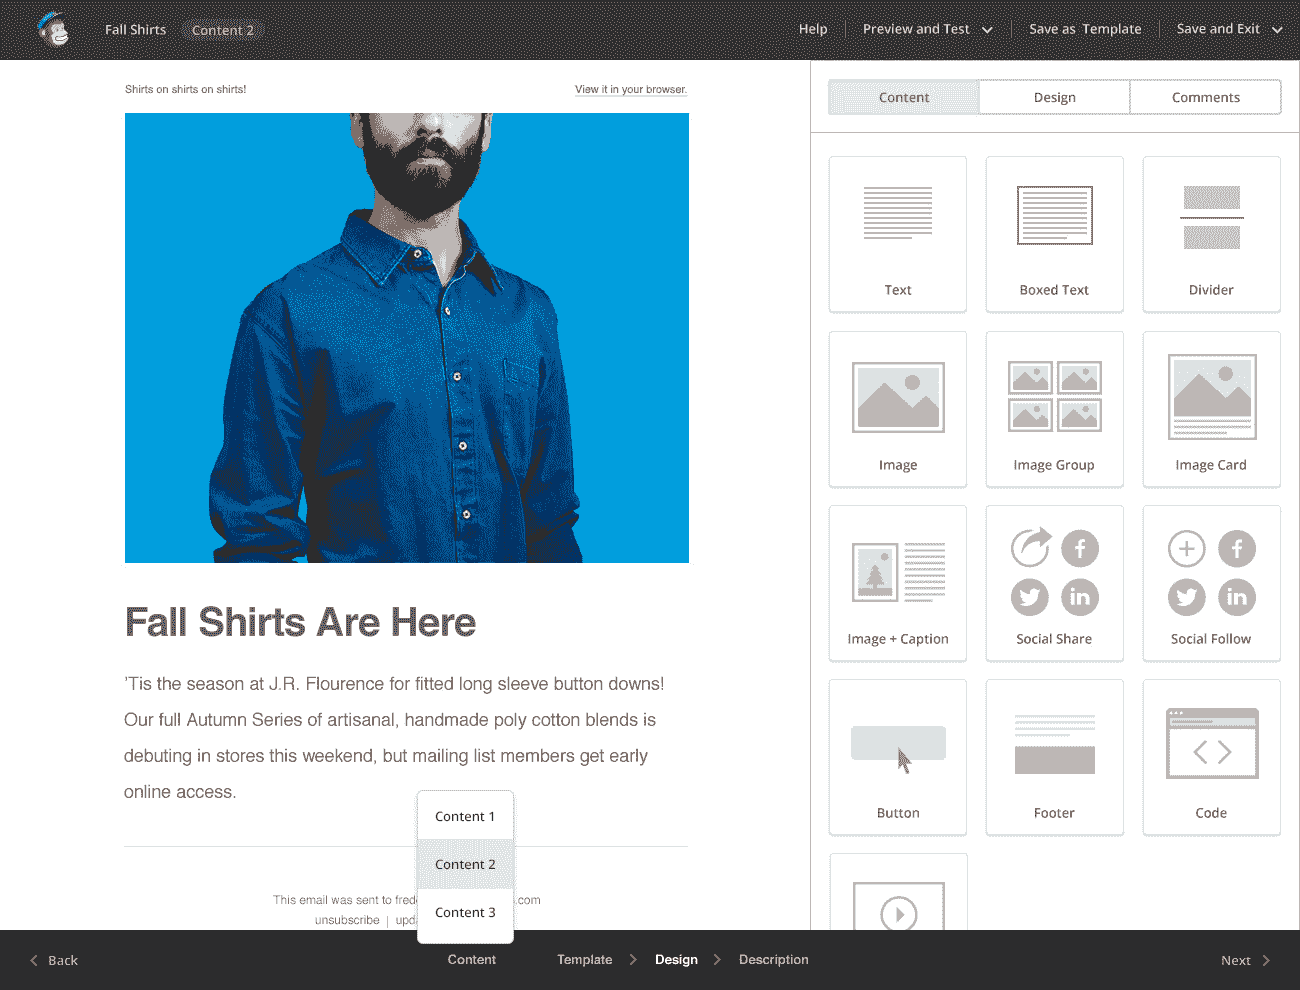 Fall Shirts
Content 2
Help
Preview and Test
Save as Template
Save and Exit
Shirts on shirts on shirts!
View it in your browser.
Content
Design
Comments
Text
Boxed Text
Divider
Image
Image Group
Image Card
Image + Caption
Social Share
Social Follow
Button
Footer
Code
Fall Shirts Are Here
'Tis the season at J.R. Flourence for fitted long sleeve button downs!
Our full Autumn Series of artisanal, handmade poly cotton blends is
debuting in stores this weekend, but mailing list members get early
online access.
Content 1
Content 2
Content 3
This email was sent to .com
unsubscribe |
Back
Content
Template
Design
Description
Next